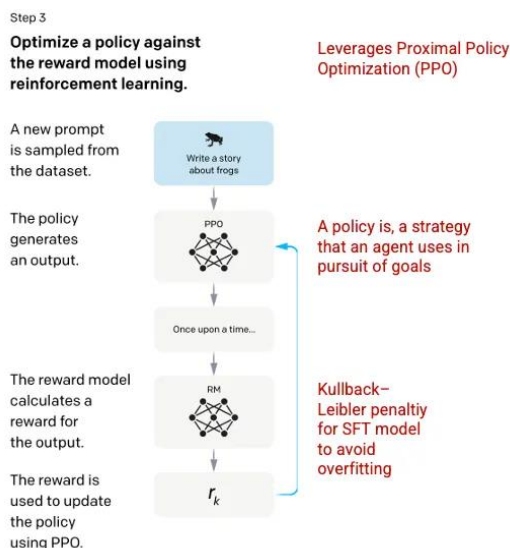 Step 3
Optimize a policy against
the reward model using
reinforcement learning.
Leverages Proximal Policy
Optimization (PPO)
A new prompt
is sampled from
the dataset.
Write a story
about frogs
The policy
generates
an output.
PPO
A policy is, a strategy
that an agent uses in
pursuit of goals
Once upon a time...
The reward model
calculates a
reward for
the output.
RM
Kullback–
Leibler penaltiy
for SFT model
to avoid
overfitting
The reward is
used to update
the policy
using PPO.
rₖ